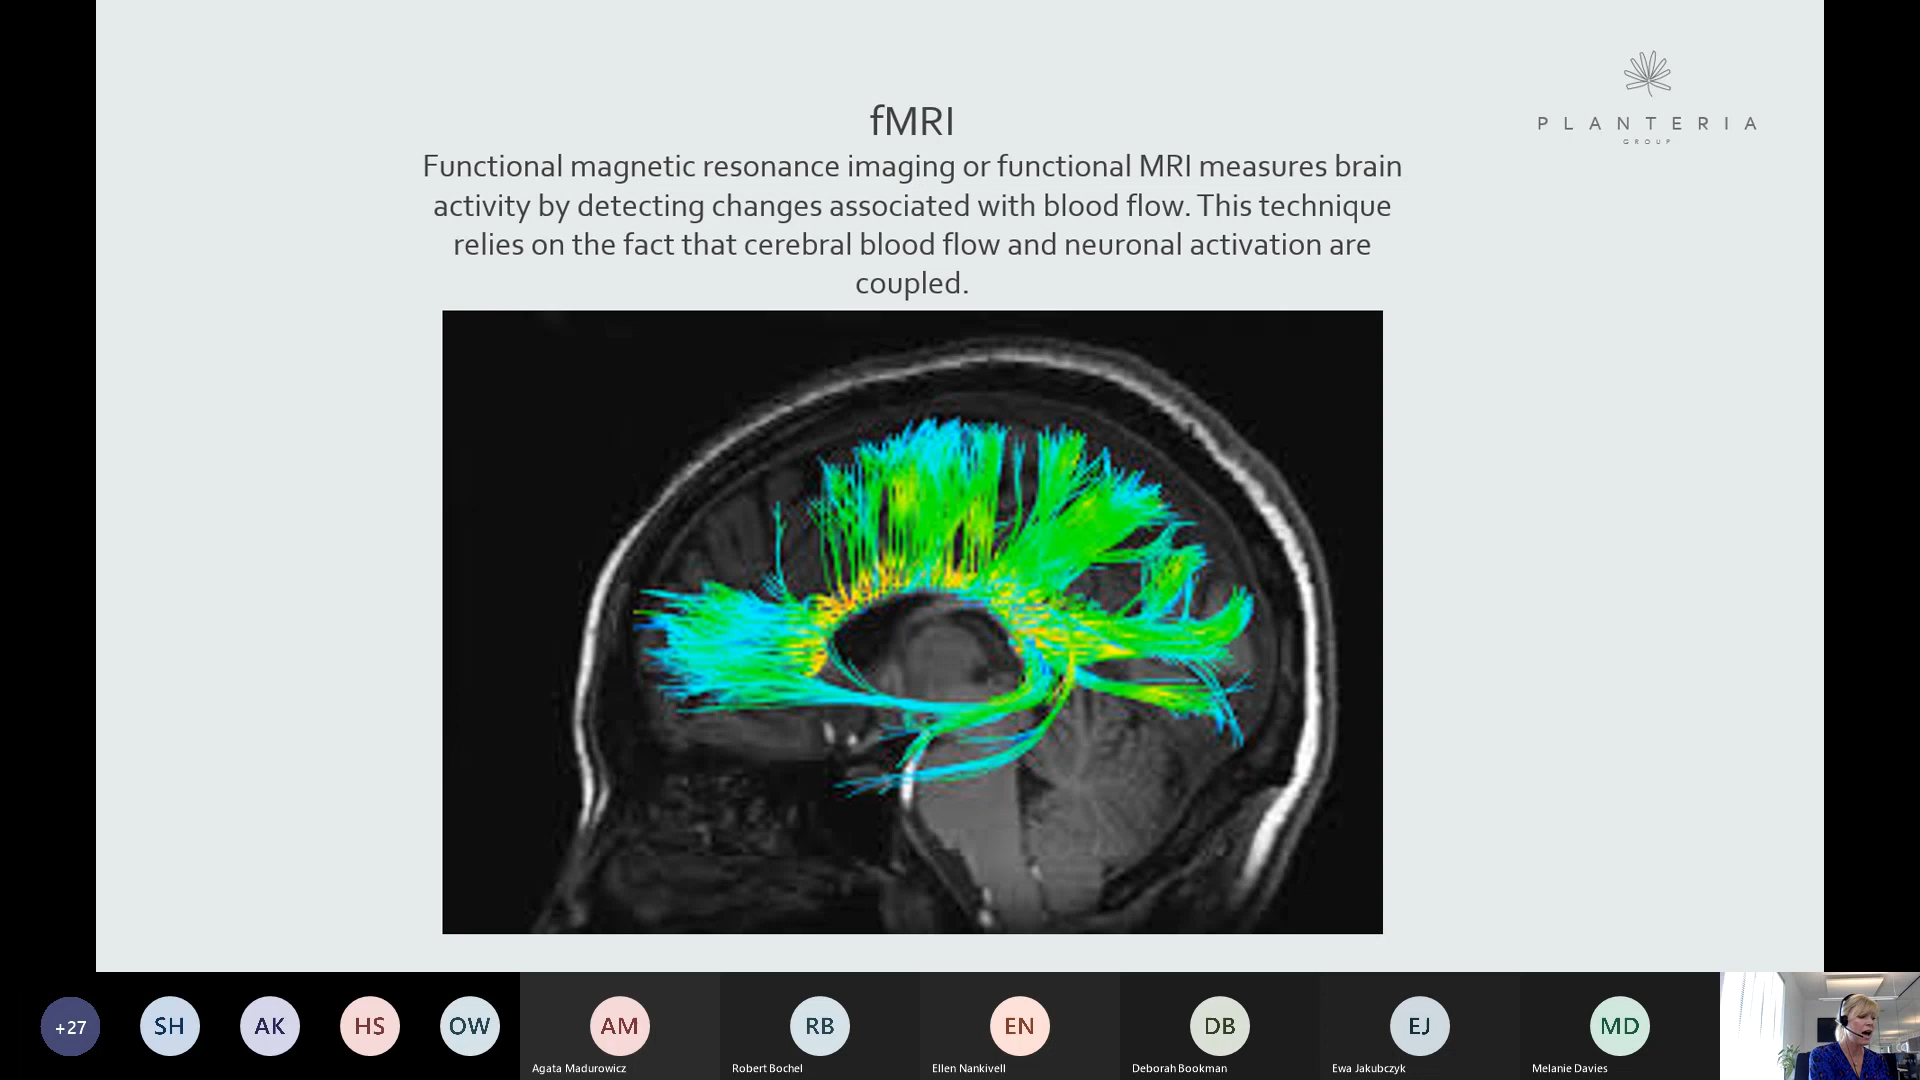 fMRI
Functional magnetic resonance imaging or functional MRI measures brain
activity by detecting changes associated with blood flow. This technique
relies on the fact that cerebral blood flow and neuronal activation are
coupled.
PLANTERIA
GROUP
+27
SH
AK
HS
OW
AM
RB
EN
DB
EJ
MD
Agata Madurowicz
Robert Bochel
Ellen Nankivell
Deborah Bookman
Ewa Jakubczyk
Melanie Davies